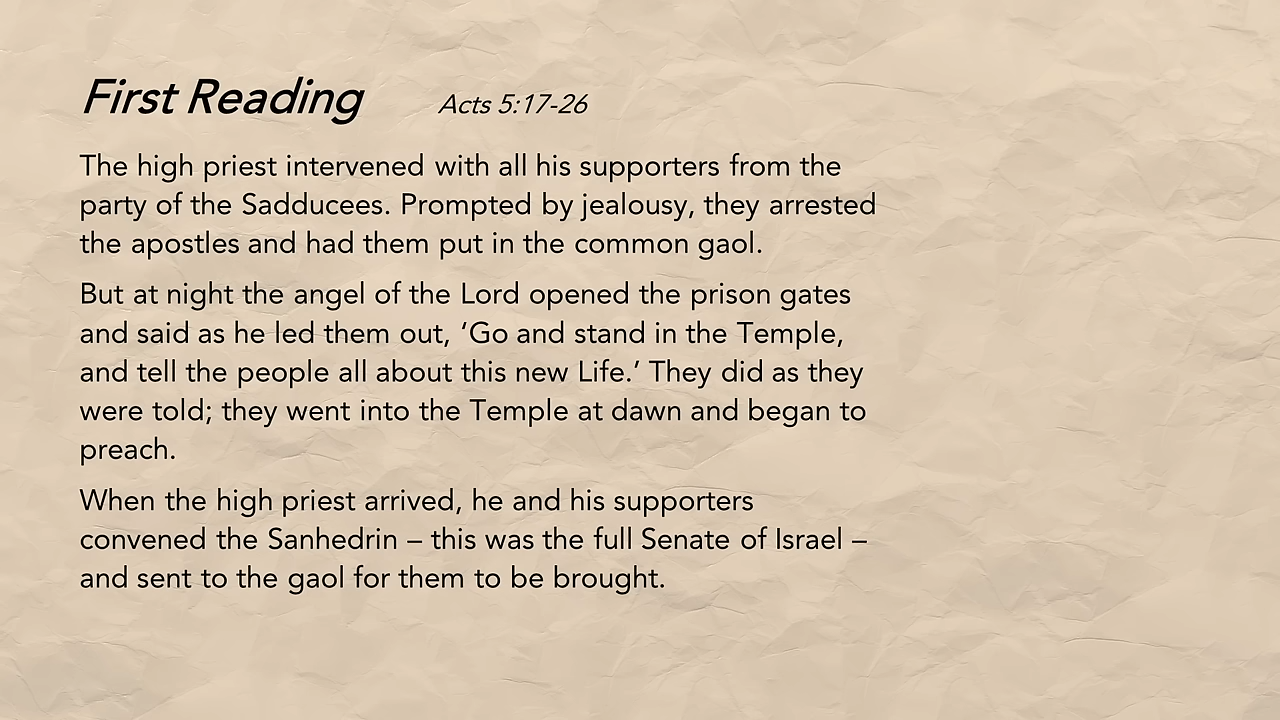 First Reading Acts 5:17-26
The high priest intervened with all his supporters from the
party of the Sadducees. Prompted by jealousy, they arrested
the apostles and had them put in the common gaol.
But at night the angel of the Lord opened the prison gates
and said as he led them out, ‘Go and stand in the Temple,
and tell the people all about this new Life.’ They did as they
were told; they went into the Temple at dawn and began to
preach.
When the high priest arrived, he and his supporters
convened the Sanhedrin – this was the full Senate of Israel –
and sent to the gaol for them to be brought.